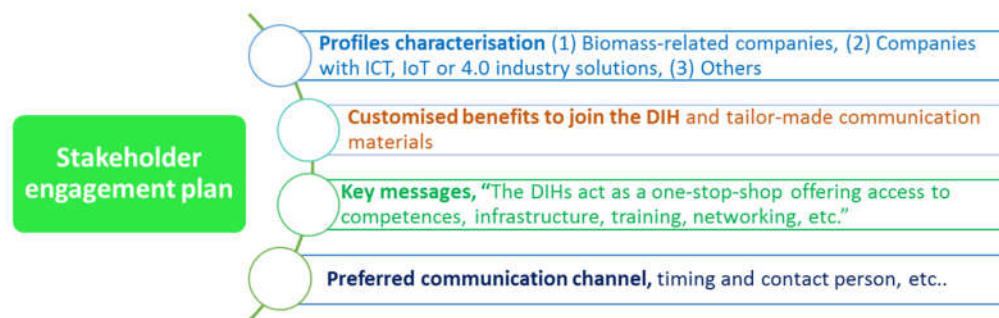 Stakeholder
engagement plan
Profiles characterisation (1) Biomass-related companies, (2) Companies
with ICT, IoT or 4.0 industry solutions, (3) Others
Customised benefits to join the DIH and tailor-made communication
materials
Key messages, “The DIHs act as a one-stop-shop offering access to
competences, infrastructure, training, networking, etc.”
Preferred communication channel, timing and contact person, etc..